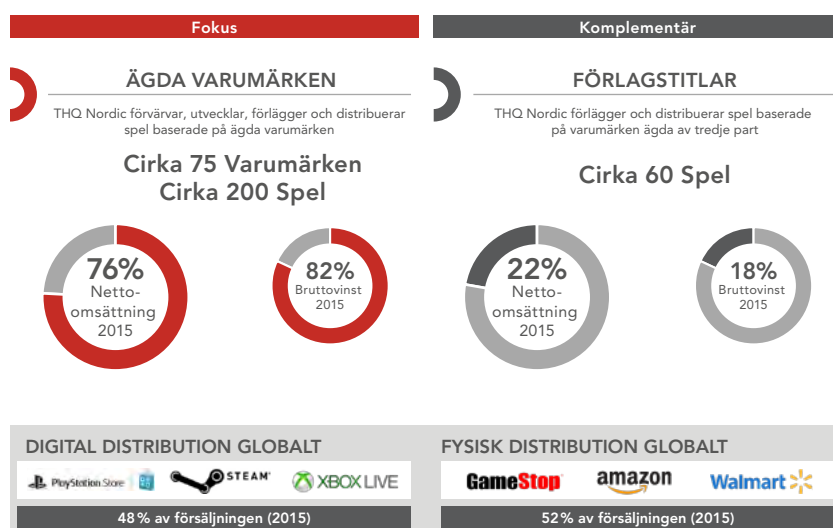 Fokus
ÄGDA VARUMÄRKEN
THQ Nordic förvärvar, utvecklar, förlägger och distribuerar
spel baserade på ägda varumärken
Cirka 75 Varumärken
Cirka 200 Spel
76%
Netto-
omsättning
2015
82%
Bruttovinst
2015
Komplementär
FÖRLAGSTITLAR
THQ Nordic förlägger och distribuerar spel baserade
på varumärken ägda av tredje part
Cirka 60 Spel
22%
Netto-
omsättning
2015
18%
Bruttovinst
2015
DIGITAL DISTRIBUTION GLOBALT
PlayStation Store
STEAM
XBOX LIVE
48% av försäljningen (2015)
FYSISK DISTRIBUTION GLOBALT
GameStop
amazon
Walmart
52% av försäljningen (2015)